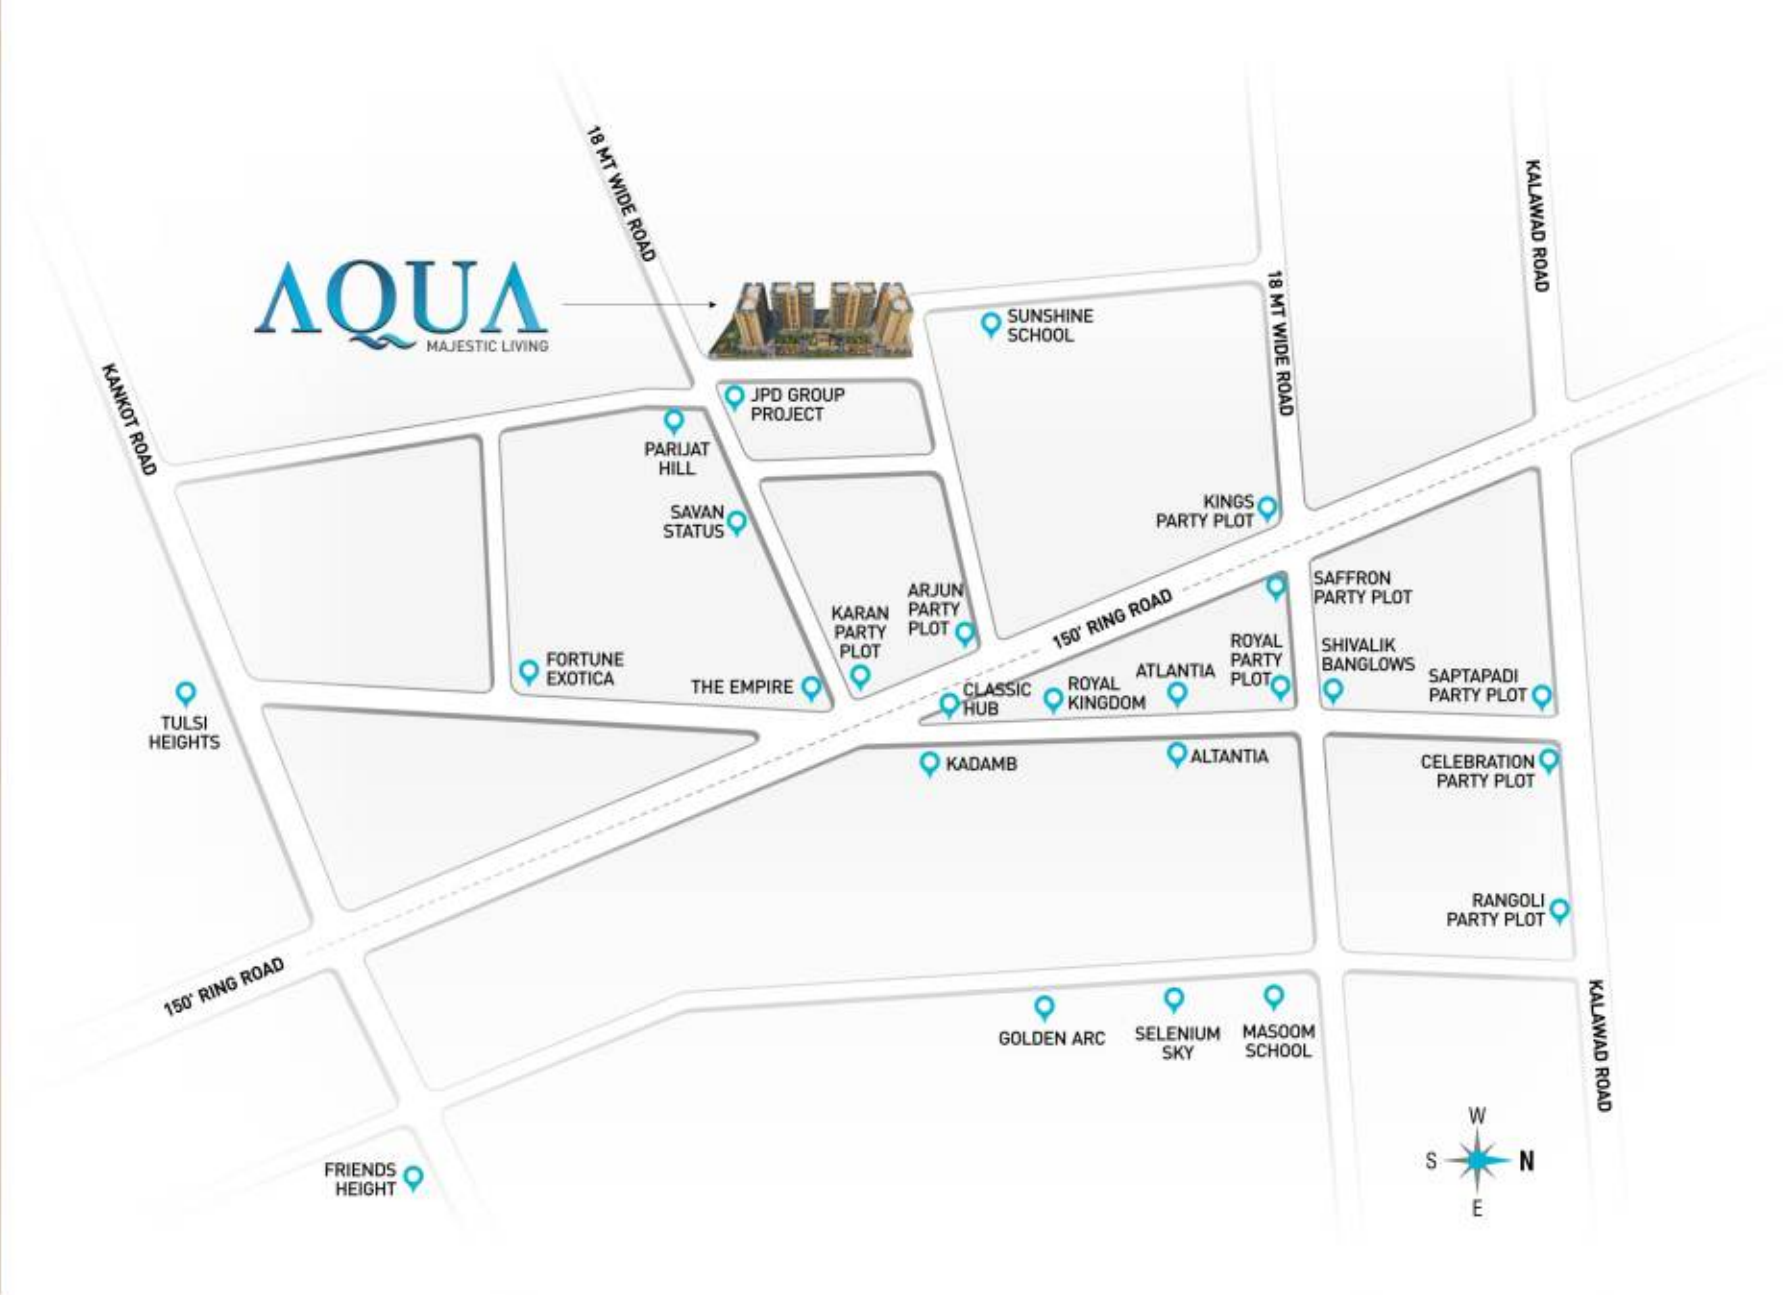 18 MT WIDE ROAD
KALAWAD ROAD
AQUA
MAJESTIC LIVING
SUNSHINE
SCHOOL
18 MT WIDE ROAD
KANKOT ROAD
JPD GROUP
PROJECT
PARIJAT
HILL
SAVAN
STATUS
KINGS
PARTY PLOT
ARJUN
PARTY
PLOT
KARAN
PARTY
PLOT
150' RING ROAD
SAFFRON
PARTY PLOT
FORTUNE
EXOTICA
THE EMPIRE
CLASSIC
HUB
ROYAL
KINGDOM
ATLANTIA
ROYAL
PARTY
PLOT
SHIVALIK
BANGLOWS
SAPTAPADI
PARTY PLOT
TULSI
HEIGHTS
KADAMB
ALTANTIA
CELEBRATION
PARTY PLOT
RANGOLI
PARTY PLOT
150' RING ROAD
GOLDEN ARC
SELENIUM
SKY
MASOOM
SCHOOL
KALAWAD ROAD
FRIENDS
HEIGHT
W
S N
E